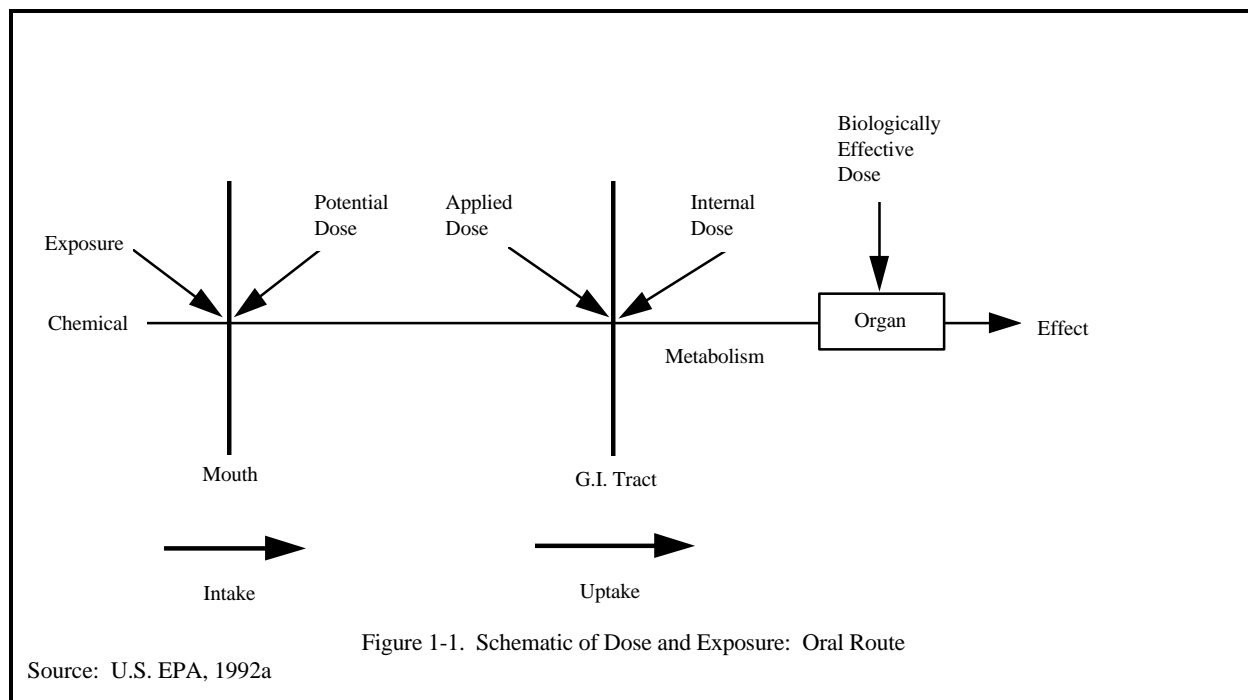 Biologically
Effective
Dose
Potential
Dose
Applied
Dose
Internal
Dose
Exposure
Chemical
Organ
Effect
Metabolism
Mouth
G.I. Tract
Intake
Uptake
Figure 1-1. Schematic of Dose and Exposure: Oral Route
Source: U.S. EPA, 1992a